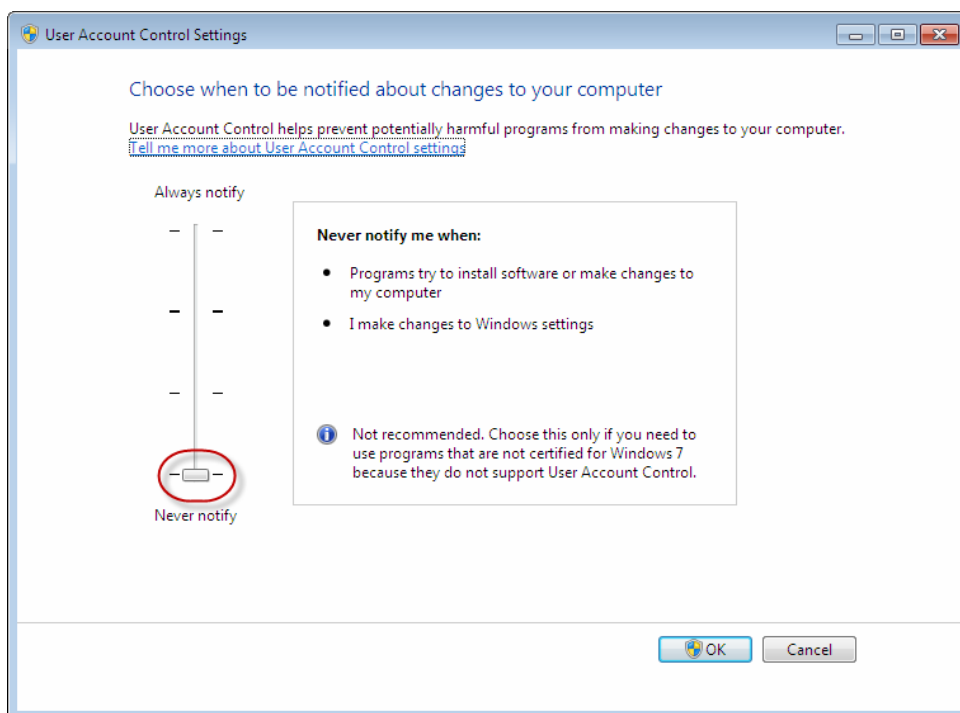 User Account Control Settings
Choose when to be notified about changes to your computer
User Account Control helps prevent potentially harmful programs from making changes to your computer.
Tell me more about User Account Control settings
Always notify
Never notify me when:
Programs try to install software or make changes to
my computer
I make changes to Windows settings
Not recommended. Choose this only if you need to
use programs that are not certified for Windows 7
because they do not support User Account Control.
Never notify
OK
Cancel